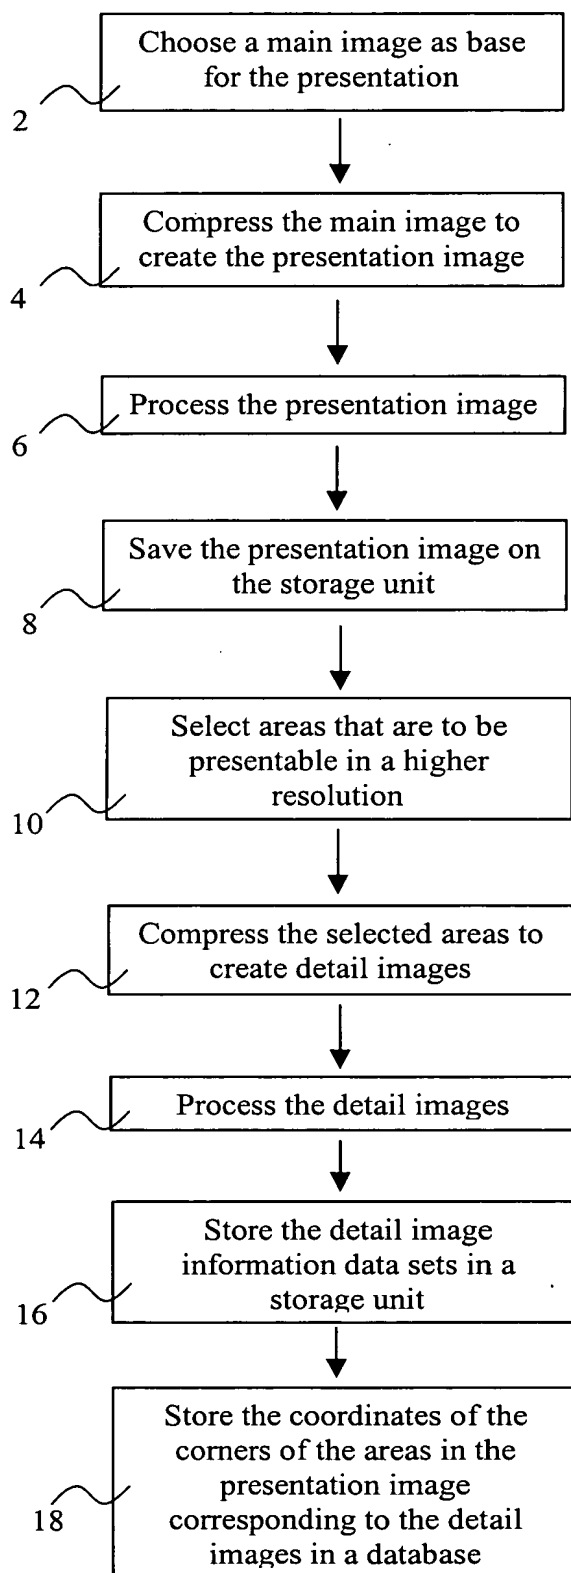 Choose a main image as base
for the presentation
2
Compress the main image to
create the presentation image
4
Process the presentation image
6
Save the presentation image on
the storage unit
8
Select areas that are to be
presentable in a higher
resolution
10
Compress the selected areas to
create detail images
12
Process the detail images
14
Store the detail image
information data sets in a
storage unit
16
Store the coordinates of the
corners of the areas in the
presentation image
corresponding to the detail
images in a database
18